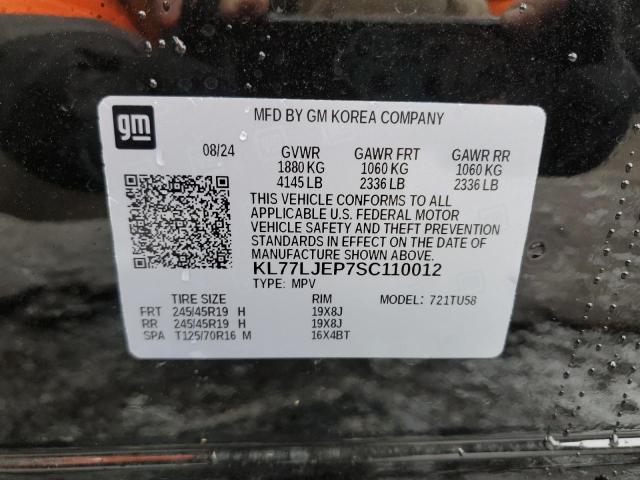 gm
MFD BY GM KOREA COMPANY
08/24 GVWR GAWR FRT GAWR RR
1880 KG 1060 KG 1060 KG
4145 LB 2336 LB 2336 LB
THIS VEHICLE CONFORMS TO ALL
APPLICABLE U.S. FEDERAL MOTOR
VEHICLE SAFETY AND THEFT PREVENTION
STANDARDS IN EFFECT ON THE DATE OF
MANUFACTURE SHOWN ABOVE.
KL77LJEP7SC110012
TYPE: MPV
TIRE SIZE RIM MODEL: 721TU58
FRT 245/45R19 H 19X8J
RR 245/45R19 H 19X8J
SPA T125/70R16 M 16X4BT